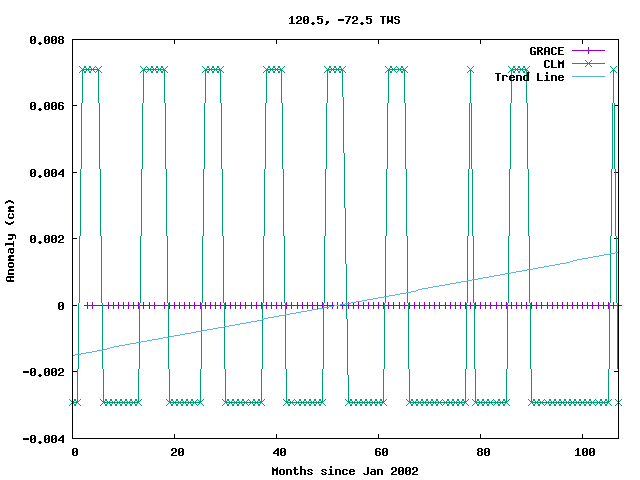 120.5, -72.5 TWS
0.008
0.006
0.004
0.002
0
-0.002
-0.004
Anomaly (cm)
GRACE
CLM
Trend Line
0 20 40 60 80 100
Months since Jan 2002